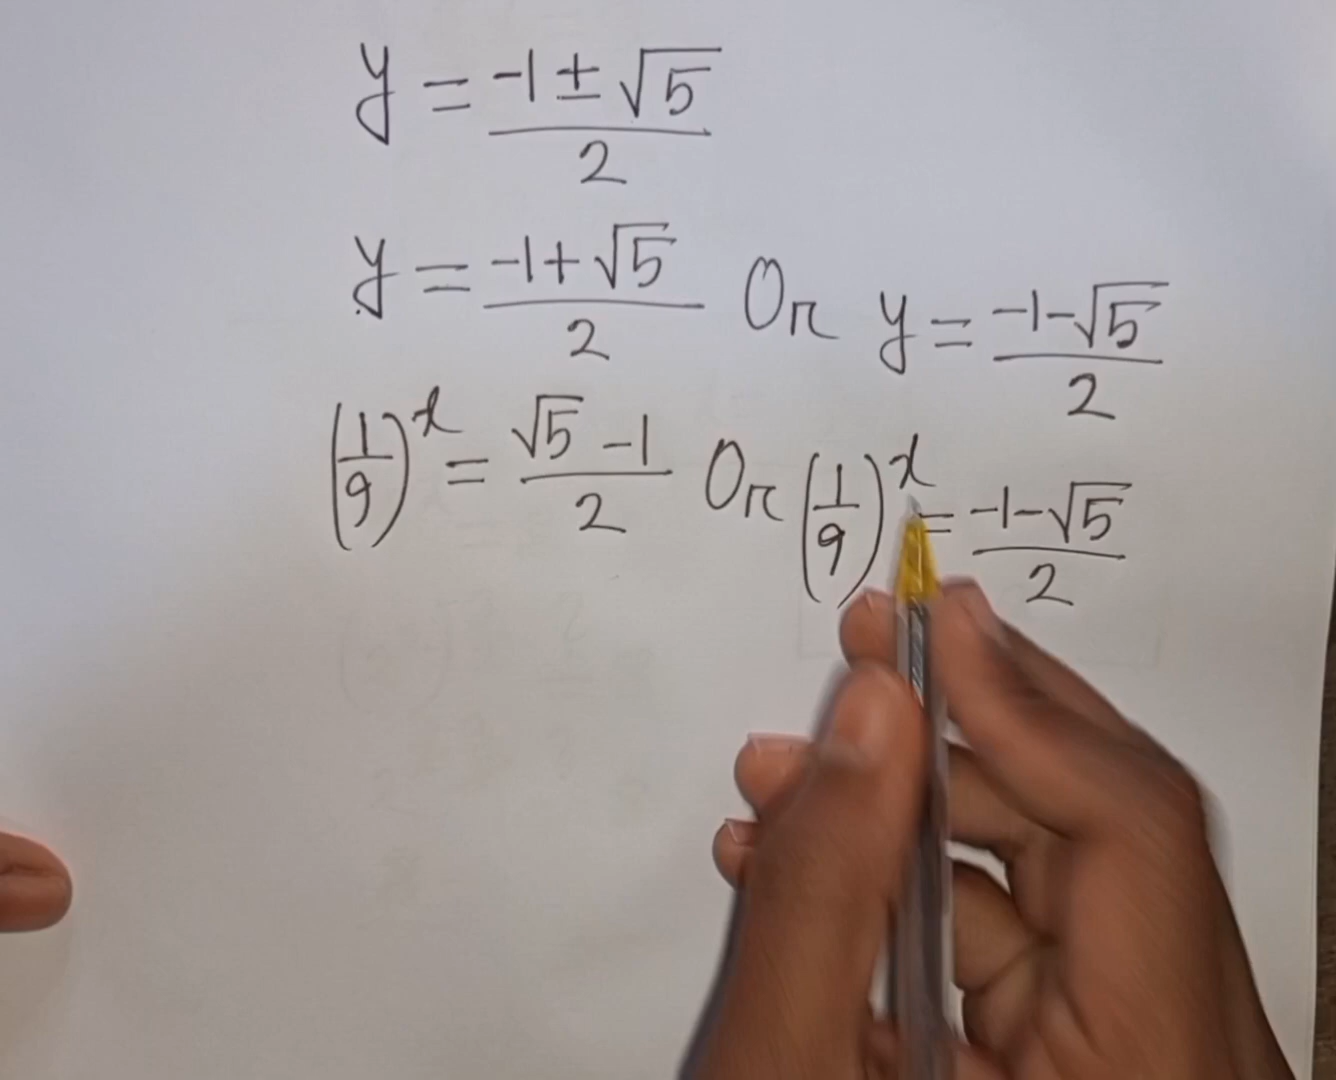 y = (-1 ± √5)/2
y = (-1 + √5)/2 Or y = (-1 - √5)/2
(1/9)^x = (√5 - 1)/2 Or (1/9)^x = (-1 - √5)/2